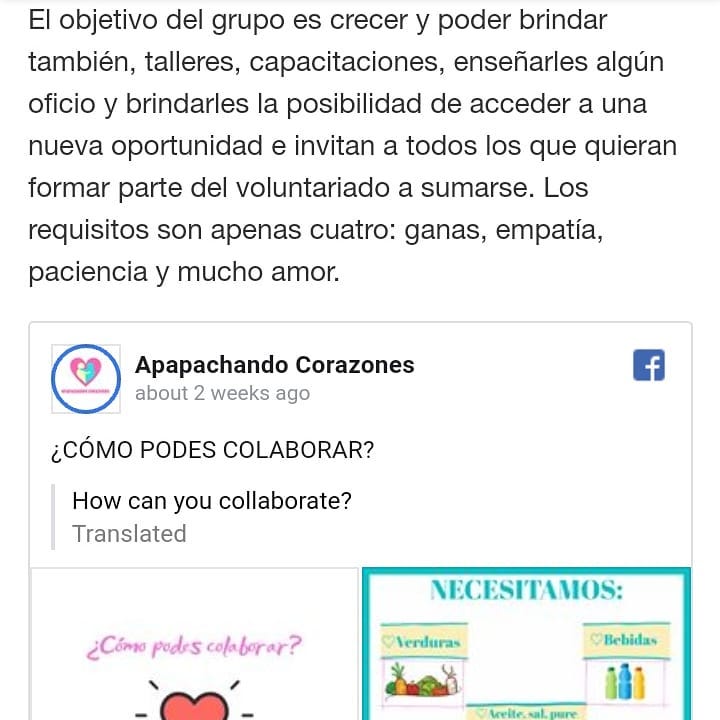 El objetivo del grupo es crecer y poder brindar
también, talleres, capacitaciones, enseñarles algún
oficio y brindarles la posibilidad de acceder a una
nueva oportunidad e invitan a todos los que quieran
formar parte del voluntariado a sumarse. Los
requisitos son apenas cuatro: ganas, empatía,
paciencia y mucho amor.
Apapachando Corazones
about 2 weeks ago
¿CÓMO PODES COLABORAR?
How can you collaborate?
Translated
¿Cómo podes colaborar?
NECESITAMOS:
Verduras
Bebidas
Aceite, sal, pure